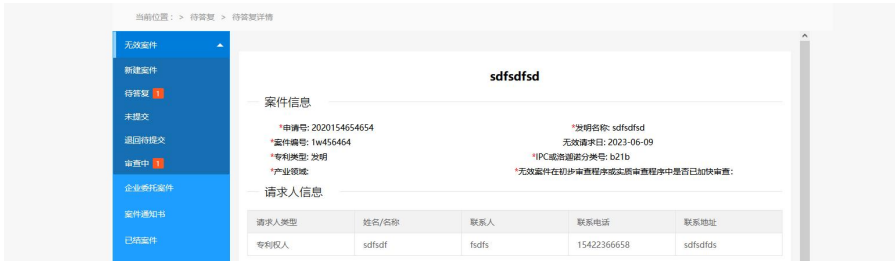 当前位置： > 待答复 > 待答复详情
无效案件
新建案件
待答复 1
未提交
退回待提交
审查中 1
企业委托案件
案件通知书
已结案件
sdfsdfsd
案件信息
*申请号: 2020154654654 *发明名称: sdfsdfsd
*案件编号: 1w456464 无效请求日: 2023-06-09
*专利类型: 发明 *IPC或洛迦诺分类号: b21b
*产业领域: *无效案件在初步审查程序或实质审查程序中是否已加快审查:
请求人信息
请求人类型 姓名/名称 联系人 联系电话 联系地址
专利权人 sdfsdf fsdfs 15422366658 sdfsdfds